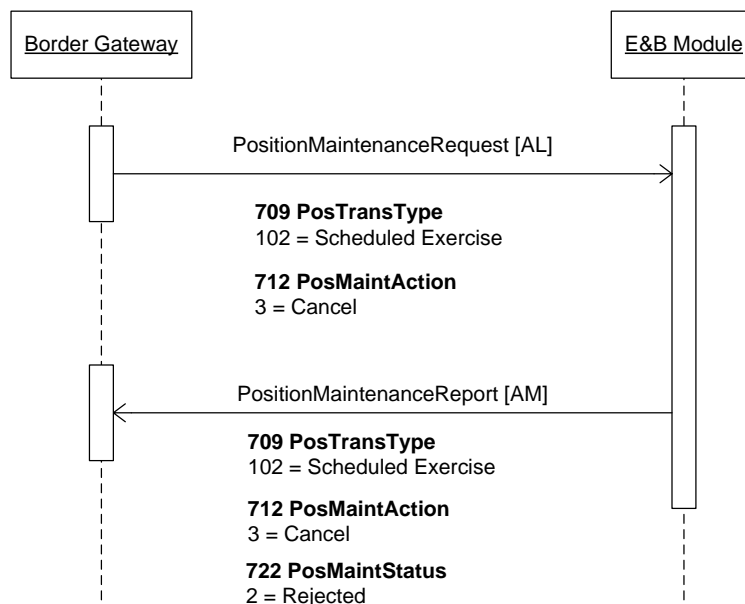 Border Gateway
E&B Module
PositionMaintenanceRequest [AL]
709 PosTransType
102 = Scheduled Exercise
712 PosMaintAction
3 = Cancel
PositionMaintenanceReport [AM]
709 PosTransType
102 = Scheduled Exercise
712 PosMaintAction
3 = Cancel
722 PosMaintStatus
2 = Rejected